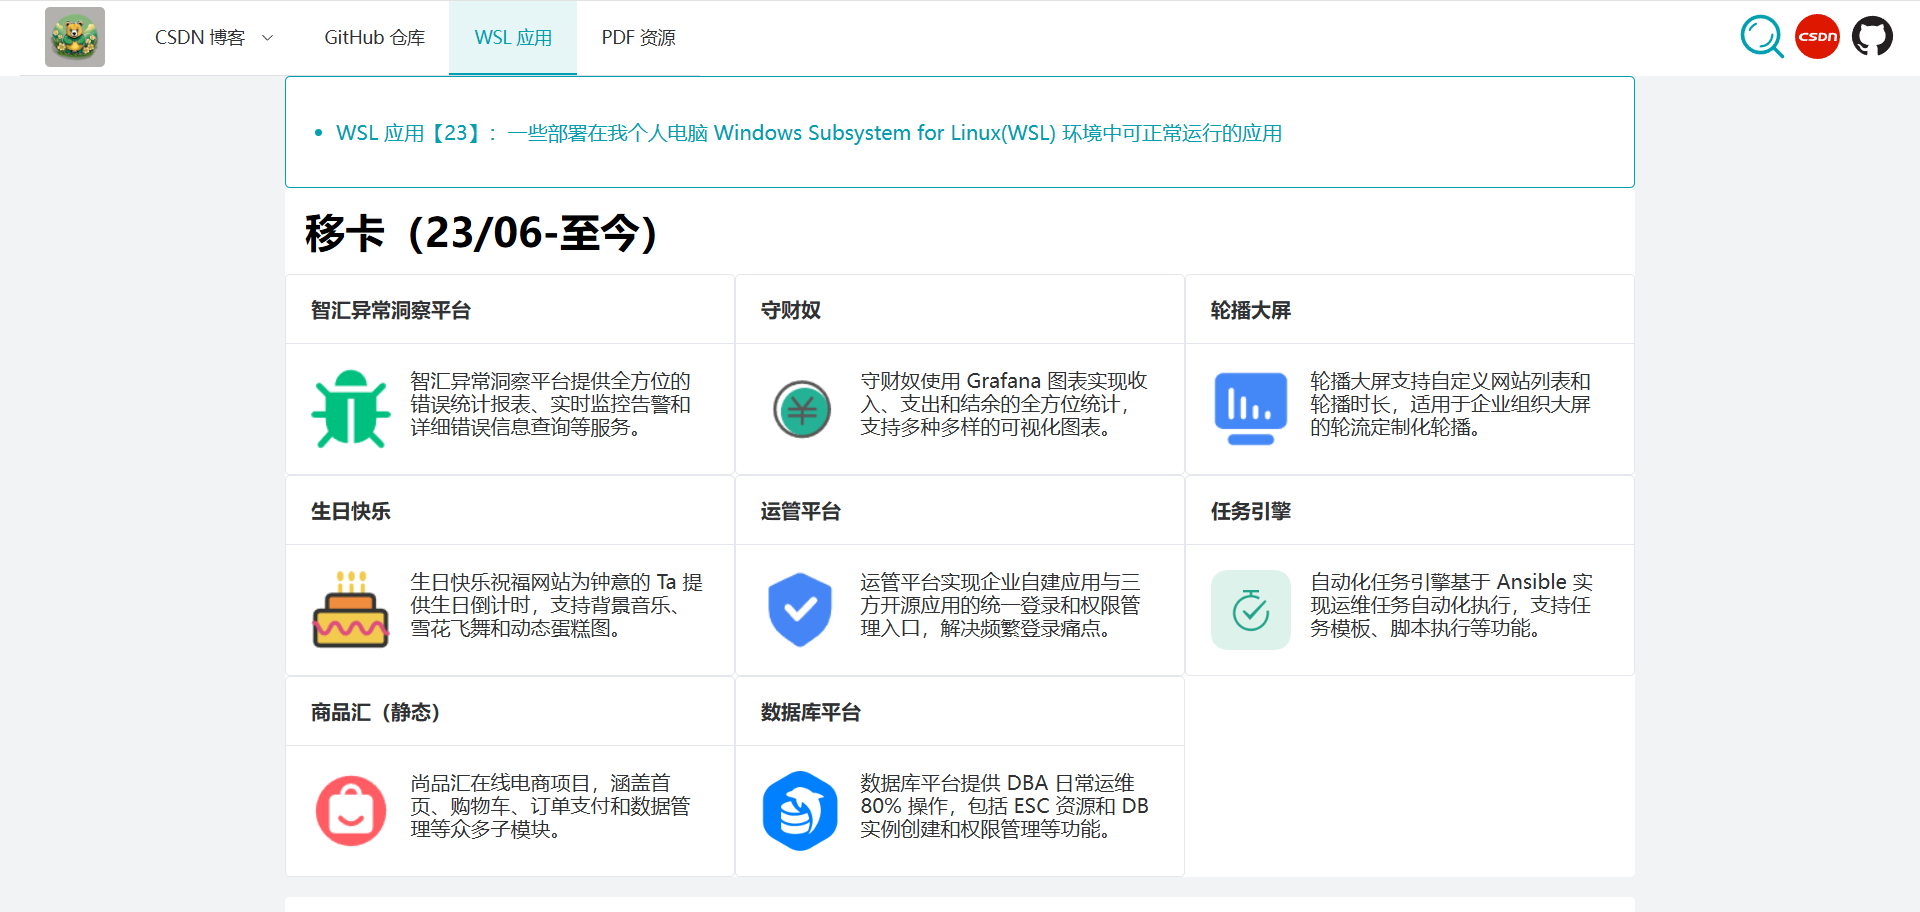 CSDN 博客
GitHub 仓库
WSL 应用
PDF 资源
CSDN
WSL 应用【23】：一些部署在我个人电脑 Windows Subsystem for Linux(WSL) 环境中可正常运行的应用
移卡（23/06-至今）
智汇异常洞察平台
智汇异常洞察平台提供全方位的
错误统计报表、实时监控告警和
详细错误信息查询等服务。
守财奴
守财奴使用 Grafana 图表实现收
入、支出和结余的全方位统计，
支持多种多样的可视化图表。
轮播大屏
轮播大屏支持自定义网站列表和
轮播时长，适用于企业组织大屏
的轮流定制化轮播。
生日快乐
生日快乐祝福网站为钟意的 Ta 提
供生日倒计时，支持背景音乐、
雪花飞舞和动态蛋糕图。
运管平台
运管平台实现企业自建应用与三
方开源应用的统一登录和权限管
理入口，解决频繁登录痛点。
任务引擎
自动化任务引擎基于 Ansible 实
现运维任务自动化执行，支持任
务模板、脚本执行等功能。
商品汇（静态）
尚品汇在线电商项目，涵盖首
页、购物车、订单支付和数据管
理等众多子模块。
数据库平台
数据库平台提供 DBA 日常运维
80% 操作，包括 ESC 资源和 DB
实例创建和权限管理等功能。